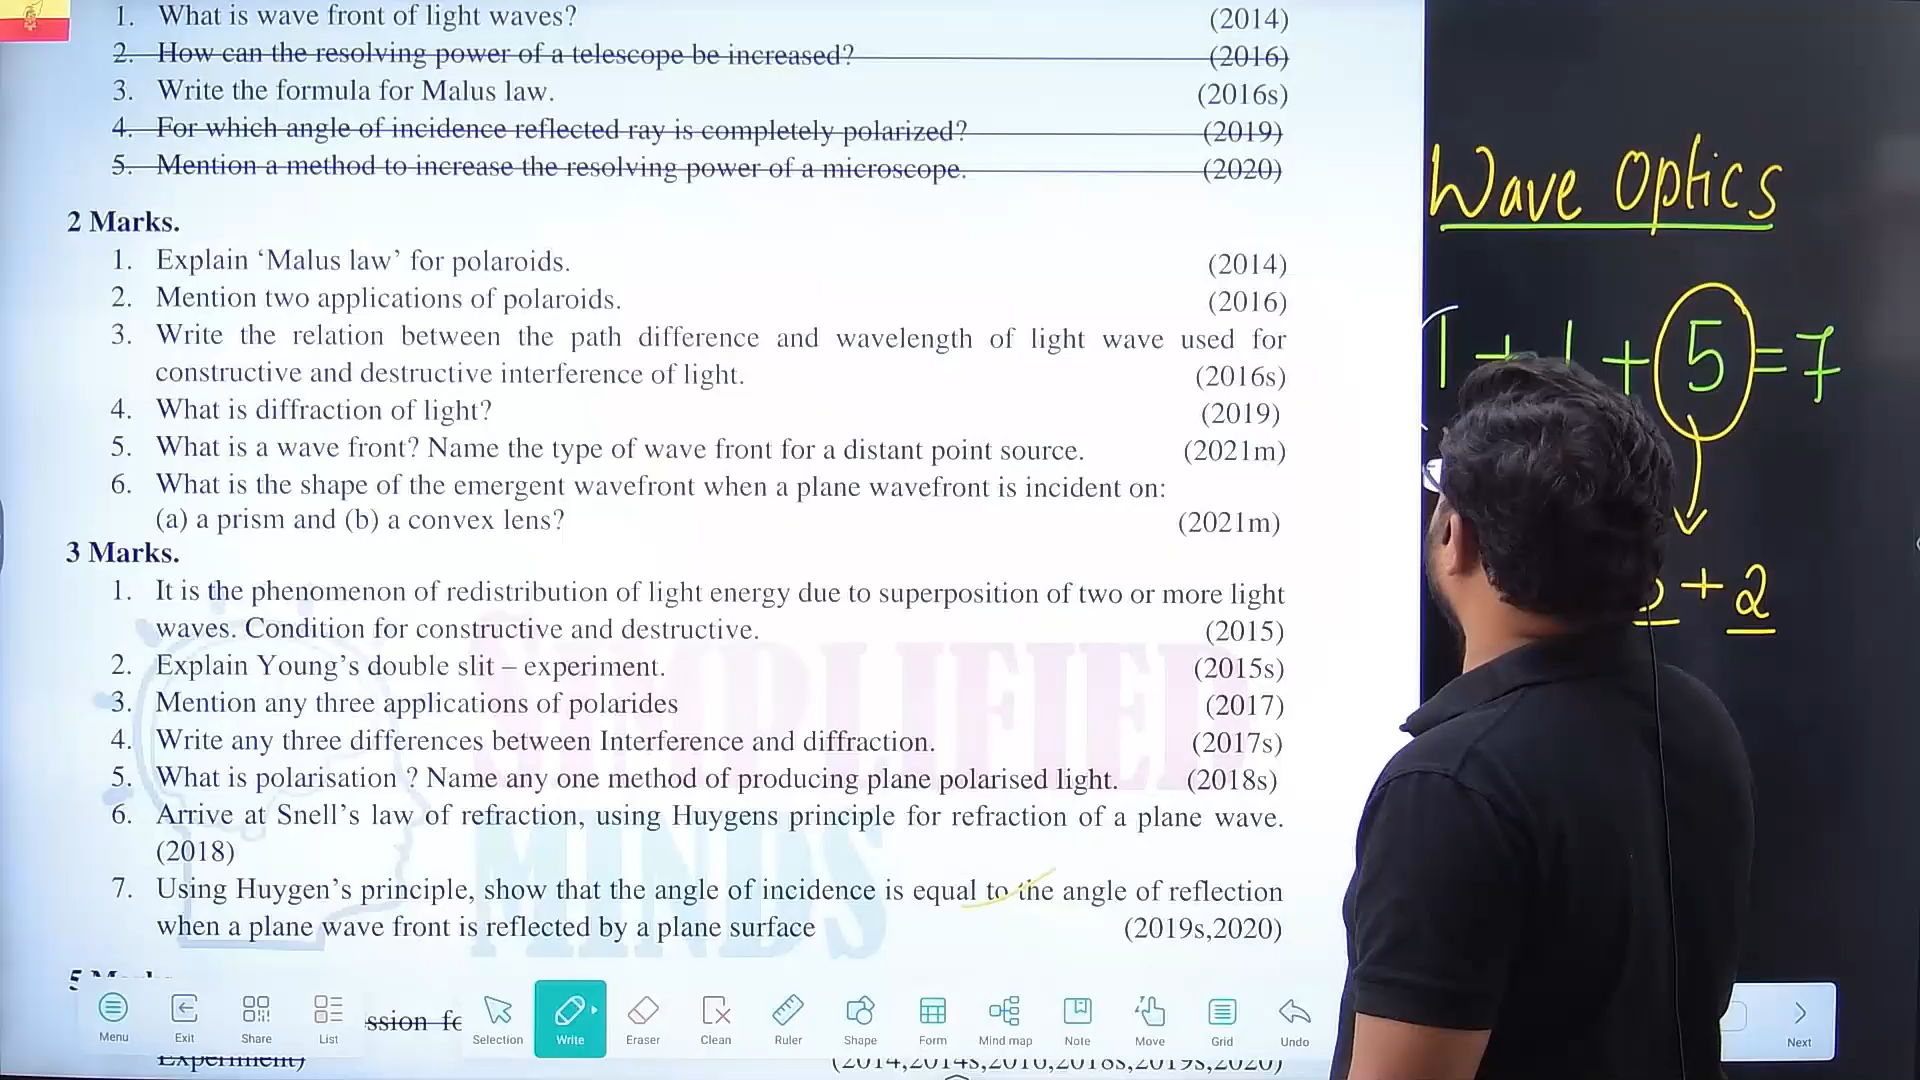 1. What is wave front of light waves? (2014)
2. How can the resolving power of a telescope be increased? (2016)
3. Write the formula for Malus law. (2016s)
4. For which angle of incidence reflected ray is completely polarized? (2019)
5. Mention a method to increase the resolving power of a microscope. (2020)
2 Marks.
1. Explain ‘Malus law’ for polaroids. (2014)
2. Mention two applications of polaroids. (2016)
3. Write the relation between the path difference and wavelength of light wave used for
constructive and destructive interference of light. (2016s)
4. What is diffraction of light? (2019)
5. What is a wave front? Name the type of wave front for a distant point source. (2021m)
6. What is the shape of the emergent wavefront when a plane wavefront is incident on:
(a) a prism and (b) a convex lens? (2021m)
3 Marks.
1. It is the phenomenon of redistribution of light energy due to superposition of two or more light
waves. Condition for constructive and destructive. (2015)
2. Explain Young’s double slit – experiment. (2015s)
3. Mention any three applications of polarides (2017)
4. Write any three differences between Interference and diffraction. (2017s)
5. What is polarisation ? Name any one method of producing plane polarised light. (2018s)
6. Arrive at Snell’s law of refraction, using Huygens principle for refraction of a plane wave.
(2018)
7. Using Huygen’s principle, show that the angle of incidence is equal to the angle of reflection
when a plane wave front is reflected by a plane surface (2019s,2020)
SIMPLIFIED
MINDS
Experiment) (2014,2014s,2016,2018s,2019s,2020)
Menu Exit Share List Selection Write Eraser Clean Ruler Shape Form Mind map Note Move Grid Undo Next
Wave Optics
1 + 1 + 5 = 7
+ 2